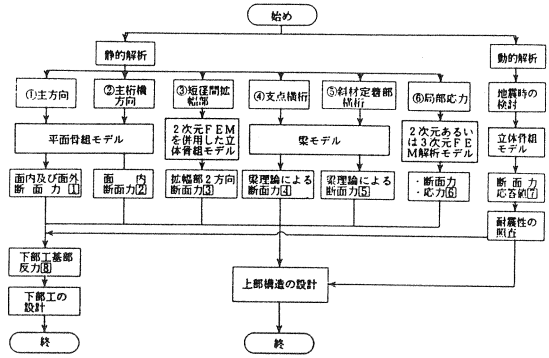 始め
静的解析
動的解析
①主方向
②主桁橋
方向
③短径間拡
幅部
④支点横桁
⑤斜材定着部
横桁
⑥局部応力
地震時の
検討
平面骨組モデル
2次元FEM
を併用した立
体骨組モデル
梁モデル
2次元あるい
は3次元FE
M解析モデル
立体骨組
モデル
面内及び面外
断面力1
面内
断面力2
拡幅部2方向
断面力3
梁理論による
断面力4
梁理論による
断面力5
・断面力
・応力6
断面力
応答値7
耐震性の
照査
下部工基部
反力8
下部工の
設計
上部構造の設計
終
終